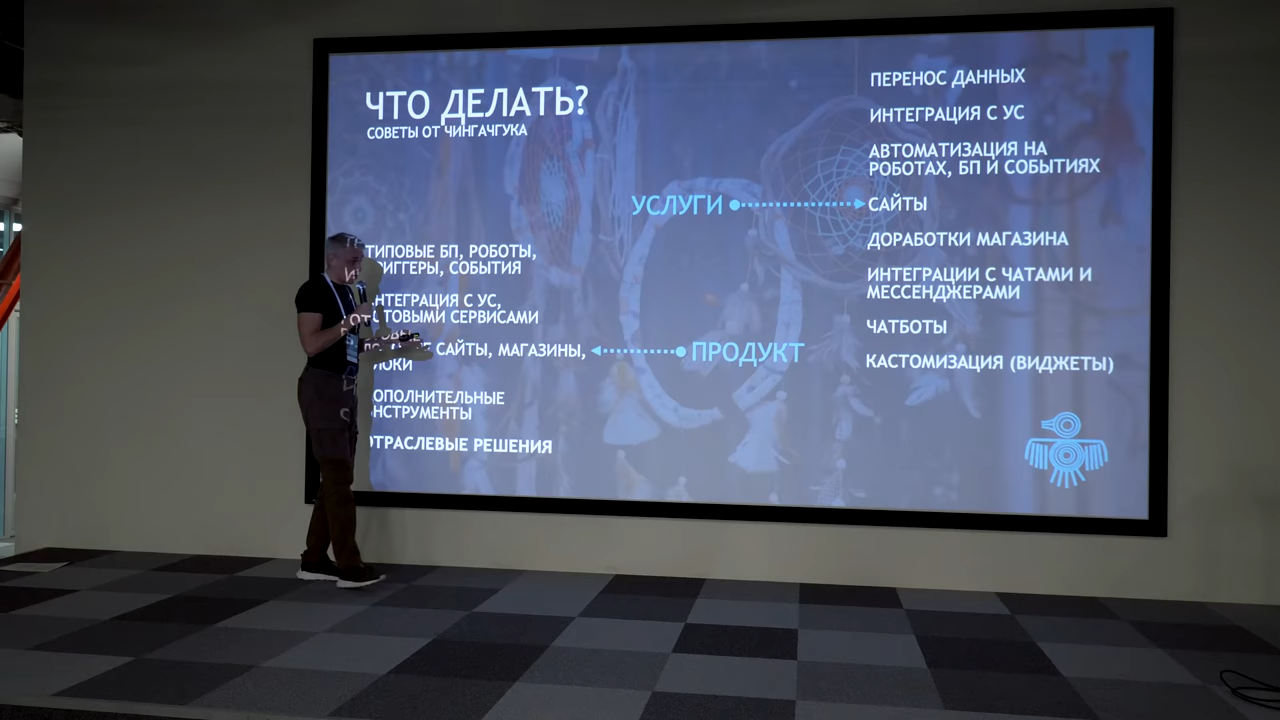 ЧТО ДЕЛАТЬ?
СОВЕТЫ ОТ ЧИНГАЧГУКА
ТИПОВЫЕ БП, РОБОТЫ,
ТРИГГЕРЫ, СОБЫТИЯ
ИНТЕГРАЦИЯ С УС,
ГОТОВЫМИ СЕРВИСАМИ
САЙТЫ, МАГАЗИНЫ,
БЛОКИ
ДОПОЛНИТЕЛЬНЫЕ
ИНСТРУМЕНТЫ
ОТРАСЛЕВЫЕ РЕШЕНИЯ
УСЛУГИ
ПРОДУКТ
ПЕРЕНОС ДАННЫХ
ИНТЕГРАЦИЯ С УС
АВТОМАТИЗАЦИЯ НА
РОБОТАХ, БП И СОБЫТИЯХ
САЙТЫ
ДОРАБОТКИ МАГАЗИНА
ИНТЕГРАЦИИ С ЧАТАМИ И
МЕССЕНДЖЕРАМИ
ЧАТБОТЫ
КАСТОМИЗАЦИЯ (ВИДЖЕТЫ)